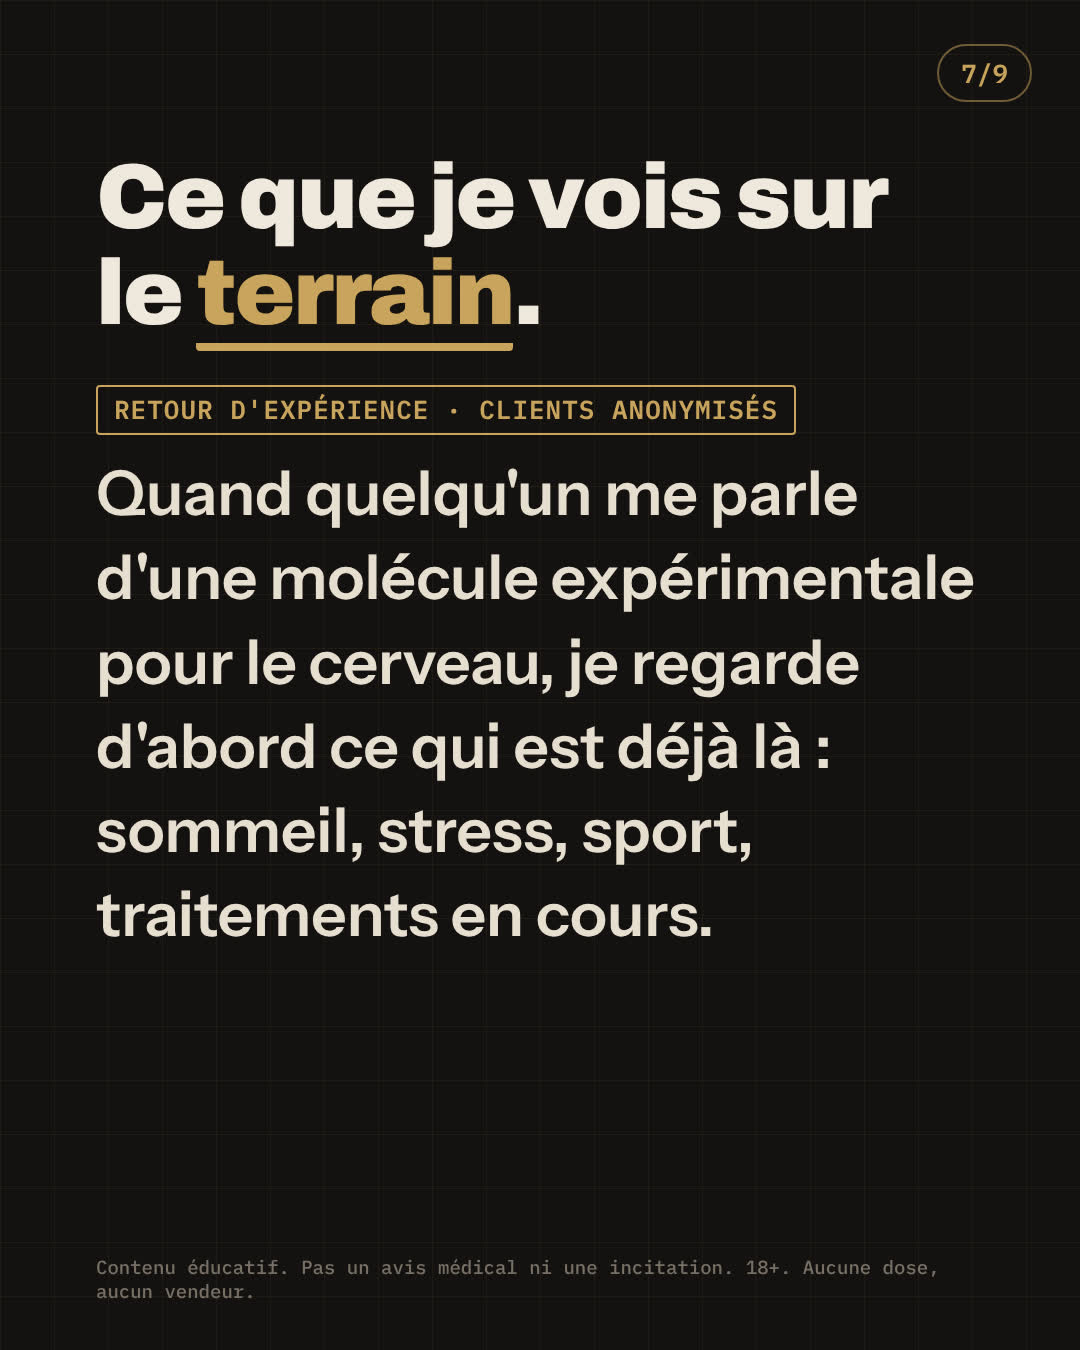 7/9
Ce que je vois sur
le terrain.
RETOUR D'EXPÉRIENCE · CLIENTS ANONYMISÉS
Quand quelqu'un me parle
d'une molécule expérimentale
pour le cerveau, je regarde
d'abord ce qui est déjà là :
sommeil, stress, sport,
traitements en cours.
Contenu éducatif. Pas un avis médical ni une incitation. 18+. Aucune dose,
aucun vendeur.